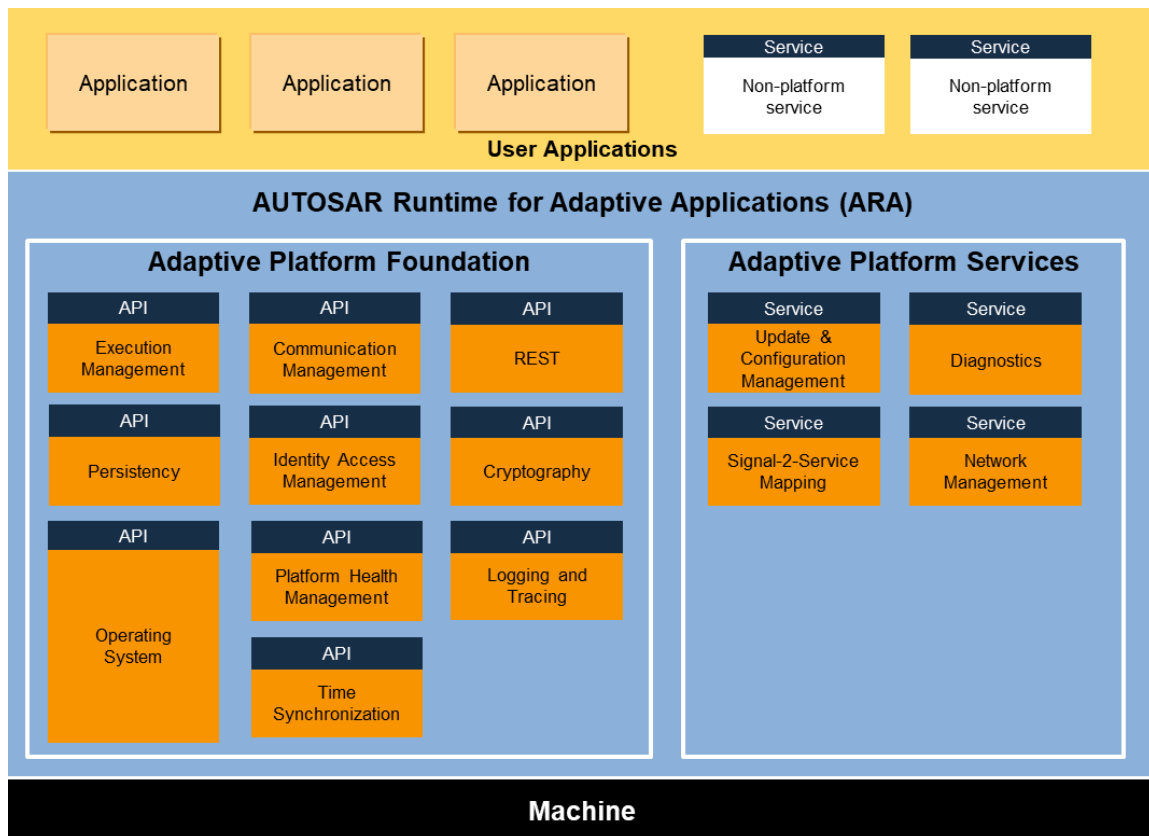 Application
Application
Application
Service
Non-platform
service
Service
Non-platform
service
User Applications
AUTOSAR Runtime for Adaptive Applications (ARA)
Adaptive Platform Foundation
API
Execution
Management
API
Communication
Management
API
REST
API
Persistency
API
Identity Access
Management
API
Cryptography
API
Operating
System
API
Platform Health
Management
API
Logging and
Tracing
API
Time
Synchronization
Adaptive Platform Services
Service
Update &
Configuration
Management
Service
Diagnostics
Service
Signal-2-Service
Mapping
Service
Network
Management
Machine